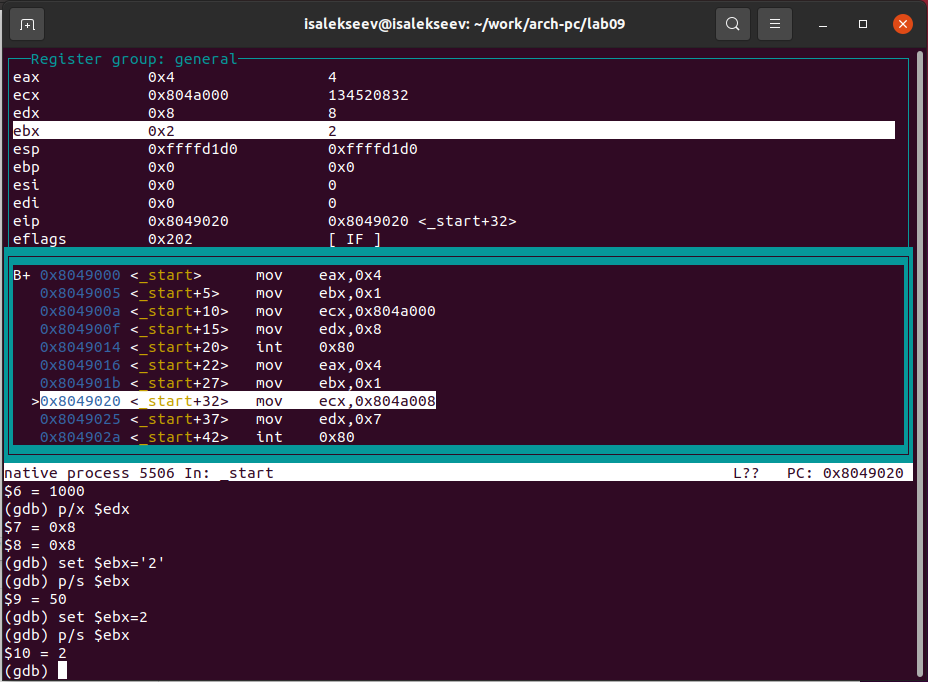 isalekseev@isalekseev: ~/work/arch-pc/lab09
Register group: general
eax 0x4 4
ecx 0x804a000 134520832
edx 0x8 8
ebx 0x2 2
esp 0xffffd1d0 0xffffd1d0
ebp 0x0 0x0
esi 0x0 0
edi 0x0 0
eip 0x8049020 0x8049020 <_start+32>
eflags 0x202 [ IF ]
B+ 0x8049000 <_start> mov eax,0x4
0x8049005 <_start+5> mov ebx,0x1
0x804900a <_start+10> mov ecx,0x804a000
0x804900f <_start+15> mov edx,0x8
0x8049014 <_start+20> int 0x80
0x8049016 <_start+22> mov eax,0x4
0x804901b <_start+27> mov ebx,0x1
>0x8049020 <_start+32> mov ecx,0x804a008
0x8049025 <_start+37> mov edx,0x7
0x804902a <_start+42> int 0x80
native process 5506 In: _start L?? PC: 0x8049020
$6 = 1000
(gdb) p/x $edx
$7 = 0x8
$8 = 0x8
(gdb) set $ebx='2'
(gdb) p/s $ebx
$9 = 50
(gdb) set $ebx=2
(gdb) p/s $ebx
$10 = 2
(gdb)